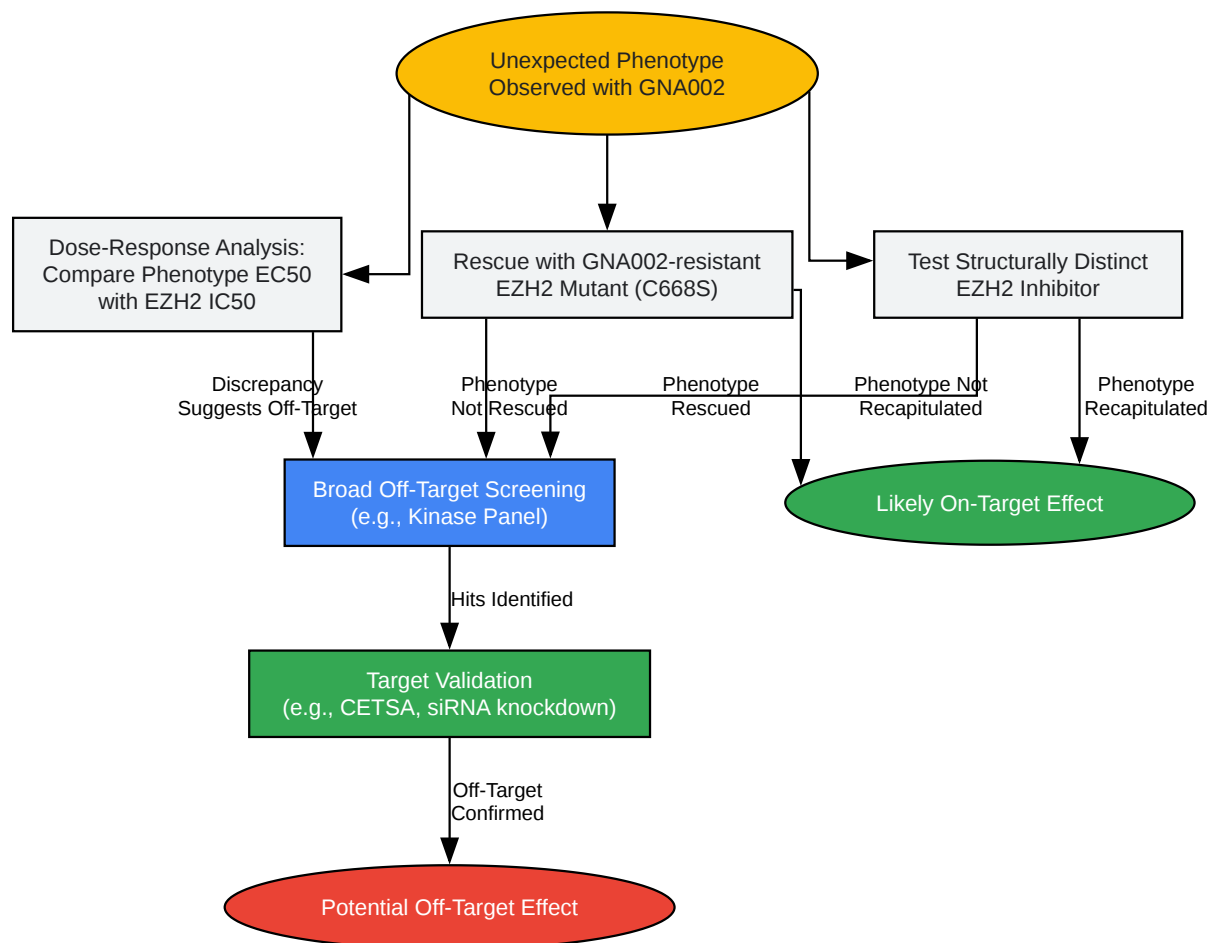 Unexpected Phenotype
Observed with GNA002
Dose-Response Analysis:
Compare Phenotype EC50
with EZH2 IC50
Rescue with GNA002-resistant
EZH2 Mutant (C668S)
Test Structurally Distinct
EZH2 Inhibitor
Discrepancy
Suggests Off-Target
Phenotype
Not Rescued
Phenotype
Rescued
Phenotype Not
Recapitulated
Phenotype
Recapitulated
Broad Off-Target Screening
(e.g., Kinase Panel)
Likely On-Target Effect
Hits Identified
Target Validation
(e.g., CETSA, siRNA knockdown)
Off-Target
Confirmed
Potential Off-Target Effect